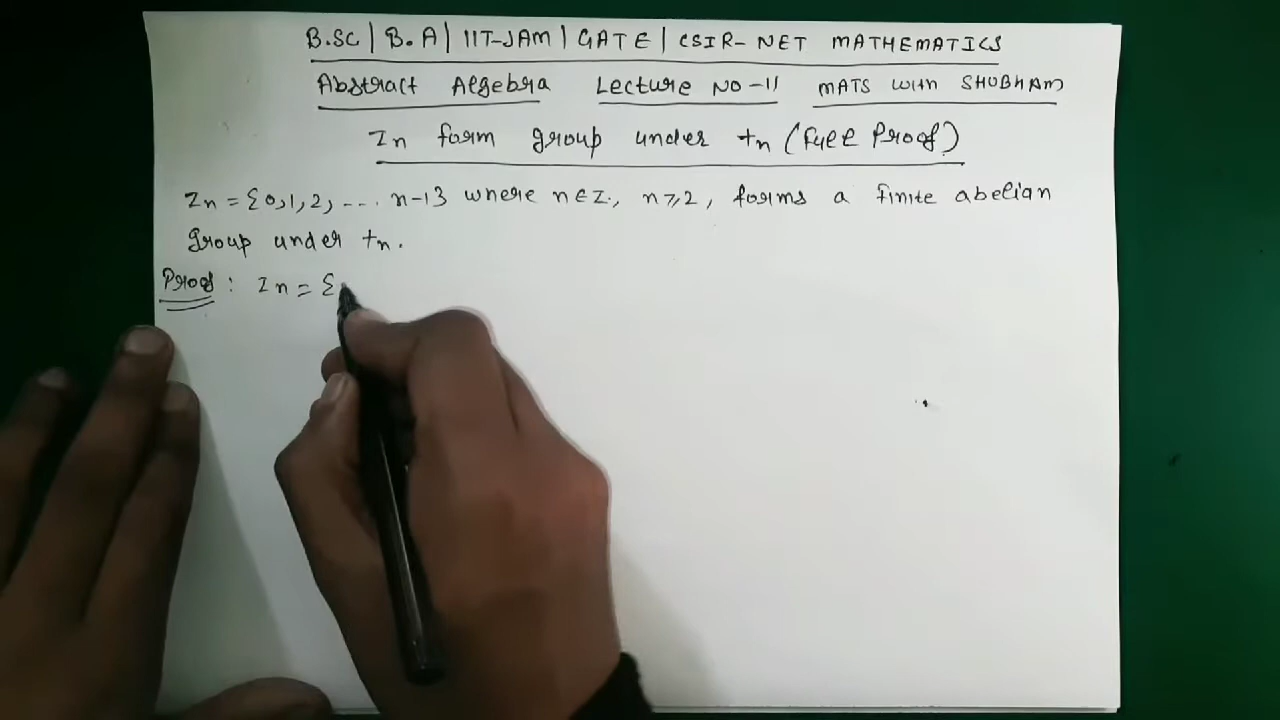 B.SC | B.A | IIT-JAM | GATE | CSIR-NET MATHEMATICS
Abstract Algebra Lecture NO-11 MATS with SHUBHAM
Zn form group under +n (Full Proof)
Zn = {0,1,2, ... n-1} where n∈Z., n≥2, forms a finite abelian
group under +n.
Proof : Zn = {